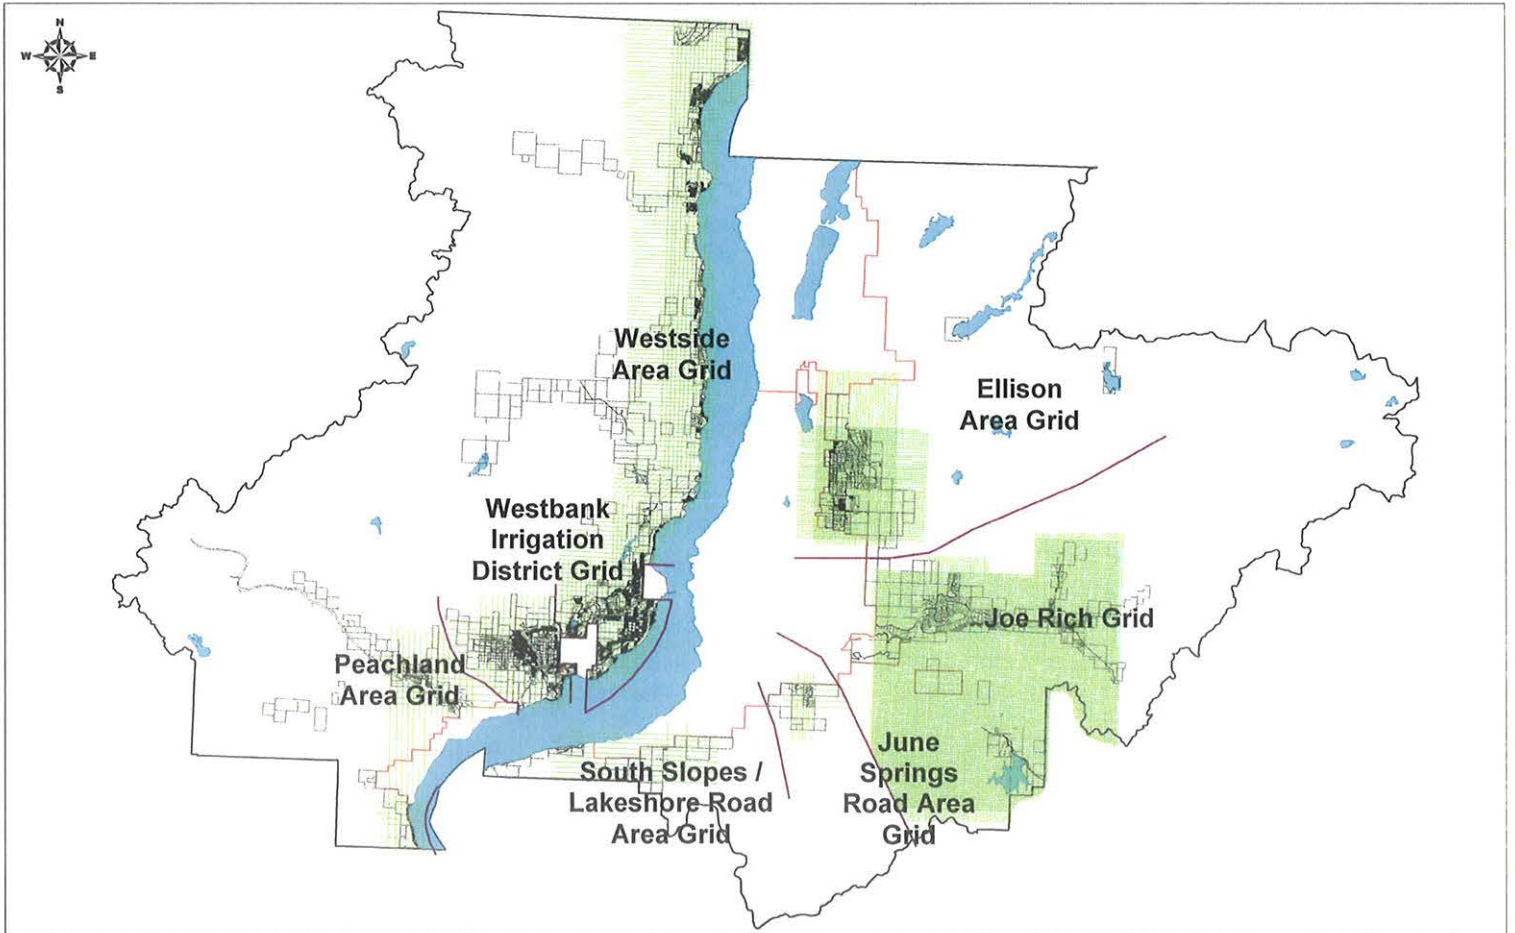 N
W E
S
Westside
Area Grid
Ellison
Area Grid
Westbank
Irrigation
District Grid
Joe Rich Grid
Peachland
Area Grid
June
Springs
Road Area
Grid
South Slopes /
Lakeshore Road
Area Grid